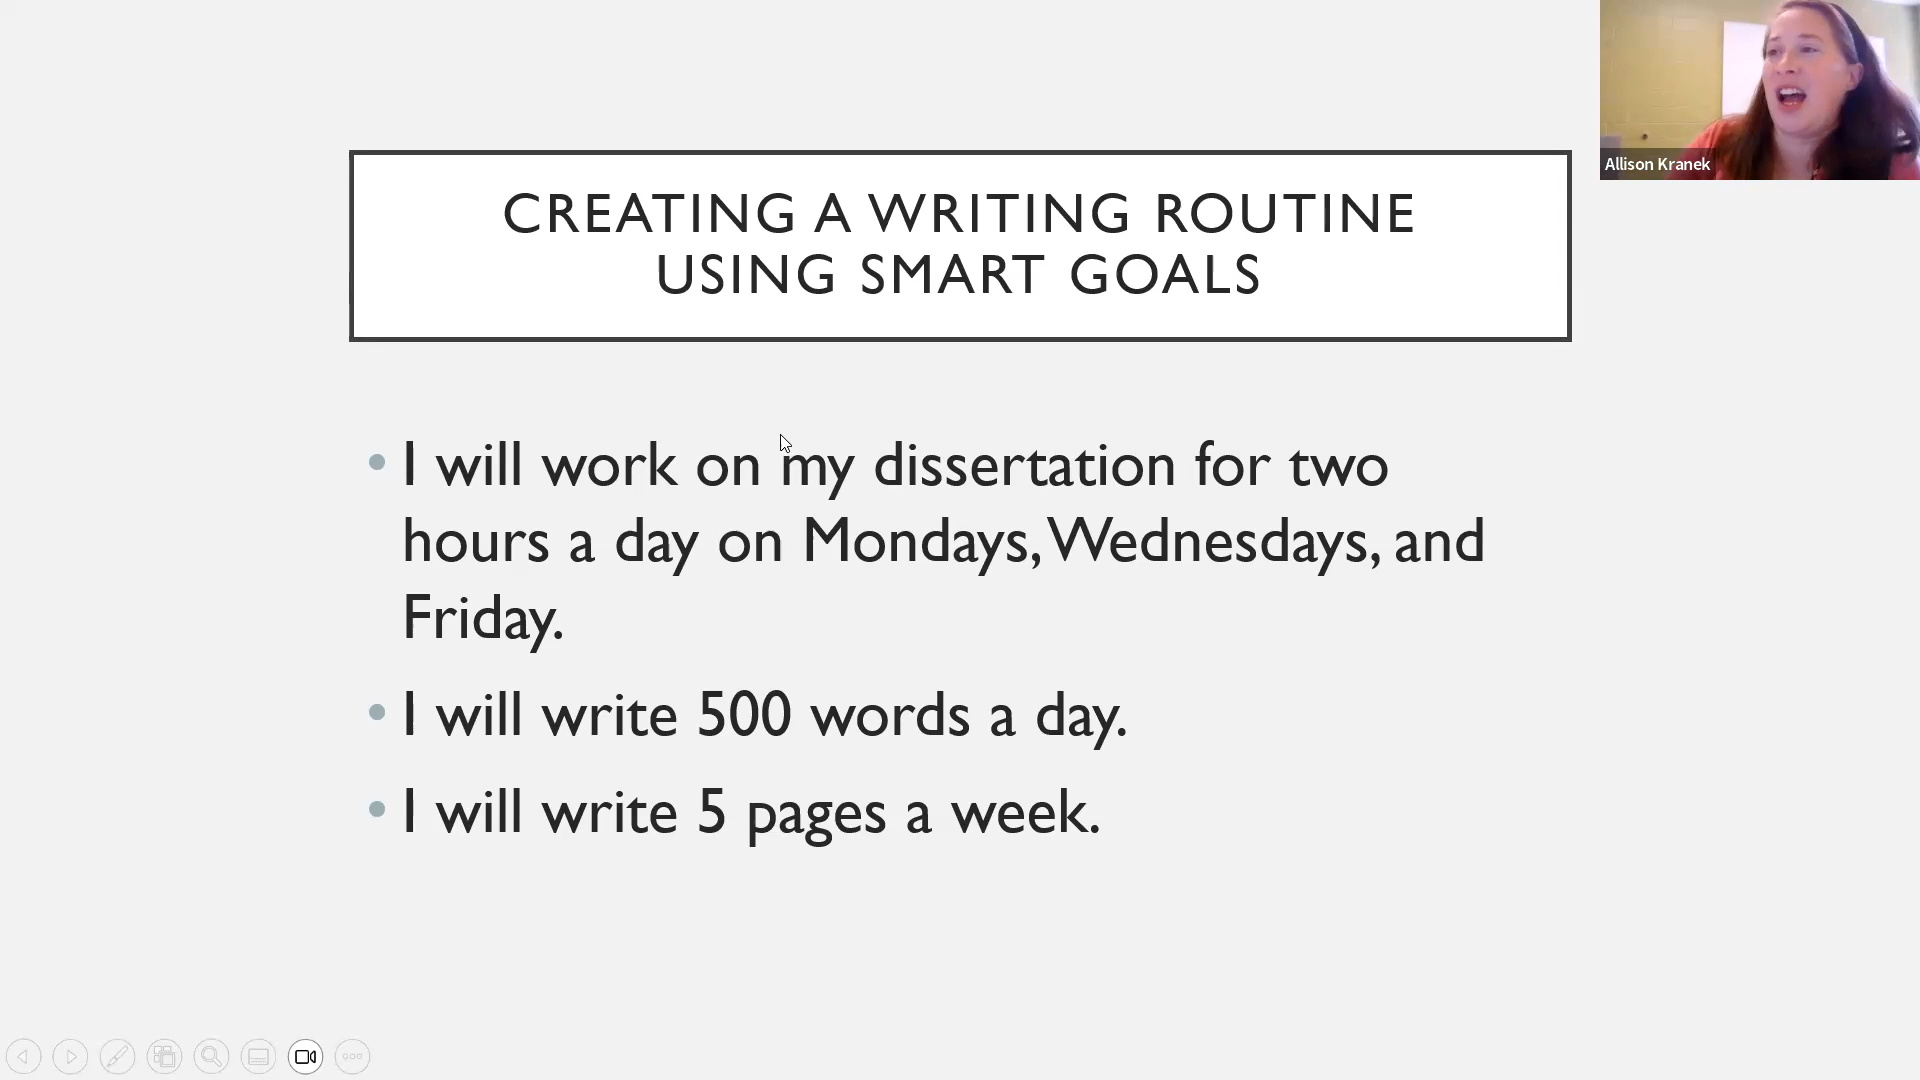 Allison Kranek
CREATING A WRITING ROUTINE
USING SMART GOALS
• I will work on my dissertation for two
hours a day on Mondays, Wednesdays, and
Friday.
• I will write 500 words a day.
• I will write 5 pages a week.